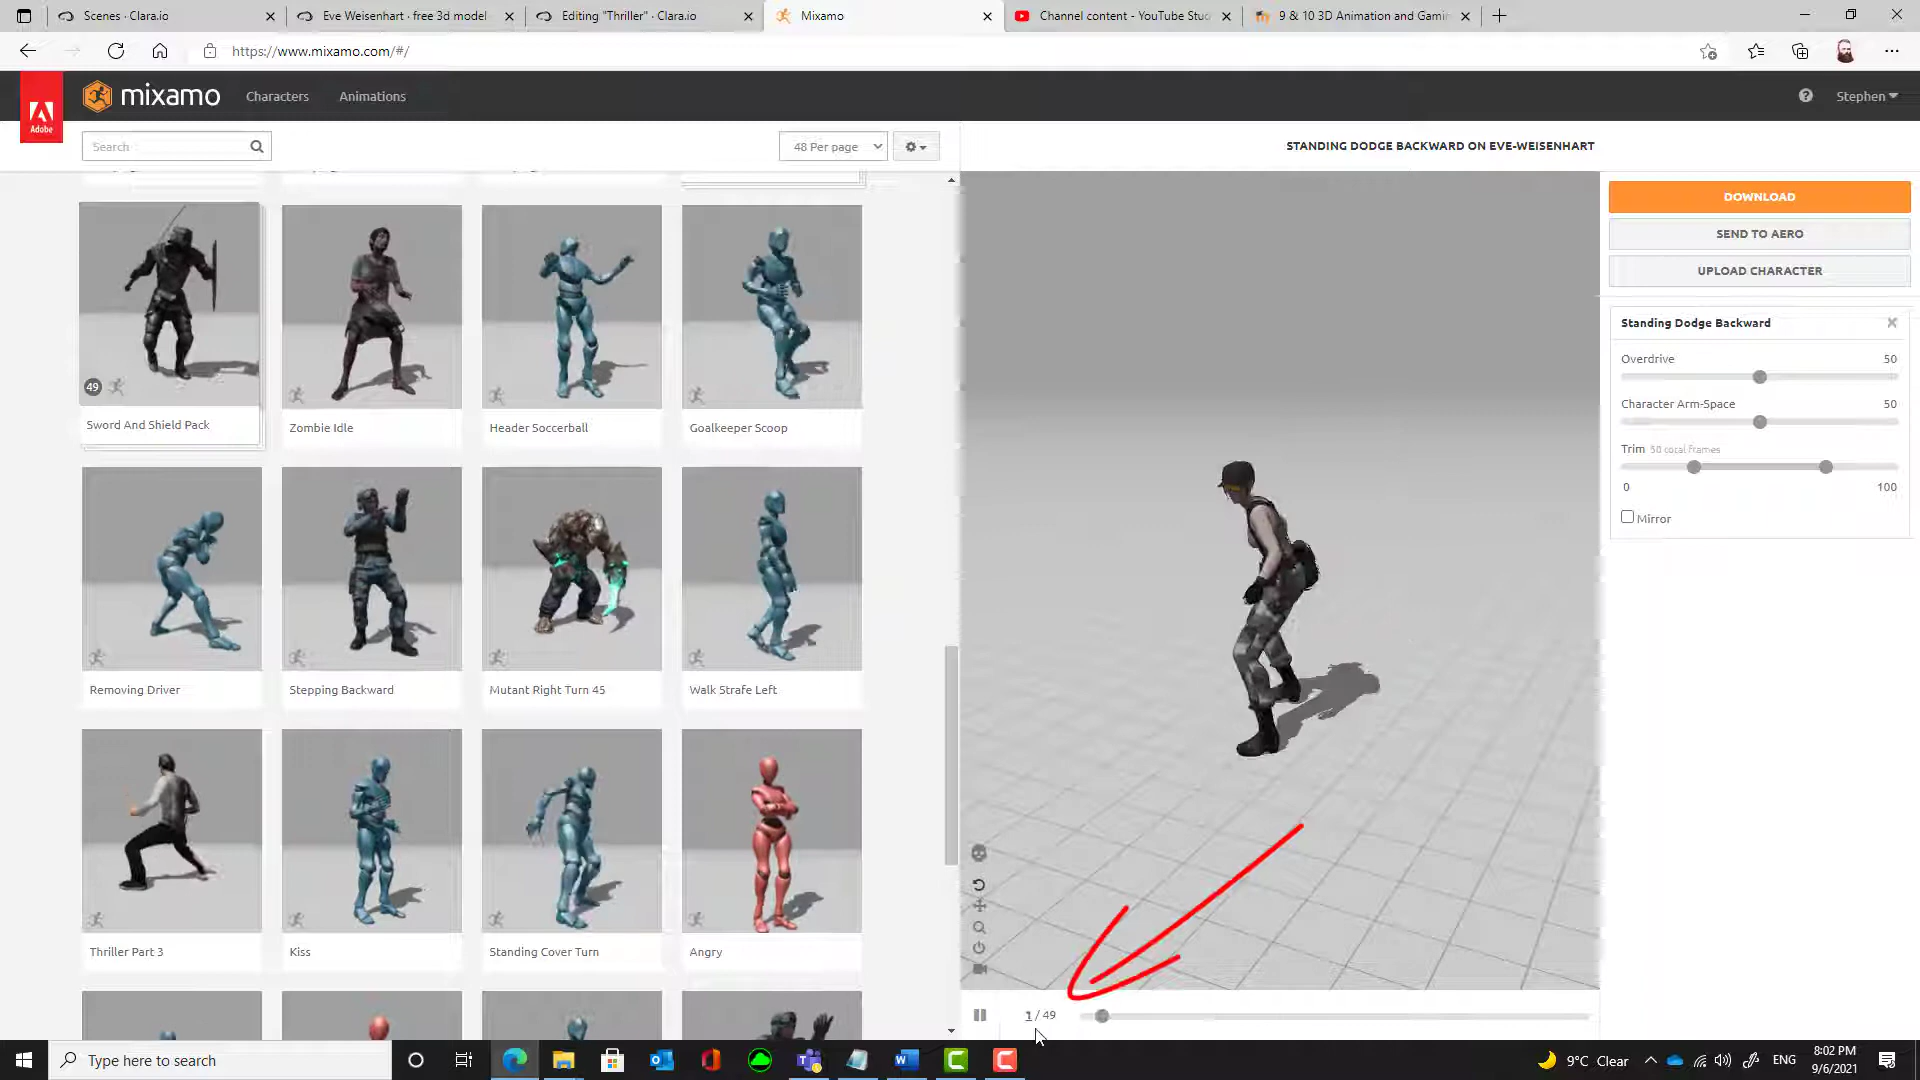 Scenes · Clara.io
Eve Weisenhart · free 3d model
Editing "Thriller" · Clara.io
Mixamo
Channel content - YouTube Stu
9 & 10 3D Animation and Gami
https://www.mixamo.com/#/
Adobe
mixamo
Characters
Animations
Stephen
Search
48 Per page
STANDING DODGE BACKWARD ON EVE-WEISENHART
DOWNLOAD
SEND TO AERO
UPLOAD CHARACTER
Standing Dodge Backward
Overdrive 50
Character Arm-Space 50
Trim
0 100
Mirror
49
Sword And Shield Pack
Zombie Idle
Header Soccerball
Goalkeeper Scoop
Removing Driver
Stepping Backward
Mutant Right Turn 45
Walk Strafe Left
Thriller Part 3
Kiss
Standing Cover Turn
Angry
1 / 49
Type here to search
9°C Clear
ENG
8:02 PM
9/6/2021